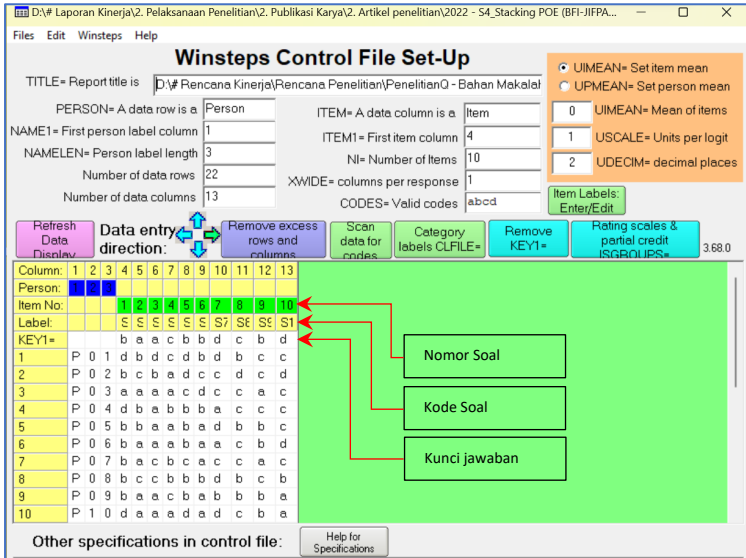 D:\# Laporan Kinerja\2. Pelaksanaan Penelitian\2. Publikasi Karya\2. Artikel penelitian\2022 - S4_Stacking POE (BFI-JIFPA...
Files Edit Winsteps Help
Winsteps Control File Set-Up
TITLE= Report title is D:\# Rencana Kinerja\Rencana Penelitian\PenelitianQ - Bahan Makalah
UIMEAN= Set item mean
UPMEAN= Set person mean
PERSON= A data row is a Person
ITEM= A data column is a Item
0 UIMEAN= Mean of items
NAME1= First person label column 1
ITEM1= First item column 4
1 USCALE= Units per logit
NAMELEN= Person label length 3
NI= Number of Items 10
2 UDECIM= decimal places
Number of data rows 22
XWIDE= columns per response 1
Number of data columns 13
CODES= Valid codes abcd
Item Labels: Enter/Edit
Refresh Data Display
Data entry direction:
Remove excess rows and columns
Scan data for codes
Category labels CLFILE=
Remove KEY1=
Rating scales & partial credit ISGROUPS=
3.68.0
Column: 1 2 3 4 5 6 7 8 9 10 11 12 13
Person: 1 2 3
Item No: 1 2 3 4 5 6 7 8 9 10
Label: S S S S S S S7 S8 S9 S1
KEY1= b a a c b b d c b d
1 P 0 1 d b d c d b d b c c
2 P 0 2 b c b a d c c d c d
3 P 0 3 a a a a c d c c a c
4 P 0 4 d b a b b b a c c c
5 P 0 5 b b a b a d b b c c
6 P 0 6 b a a b a a a c b d
7 P 0 7 b a c b c a c c a c
8 P 0 8 b c c b b b d c b c
9 P 0 9 b a a c b a b b b a
10 P 1 0 d a a a d a d c b a
Nomor Soal
Kode Soal
Kunci jawaban
Other specifications in control file:
Help for Specifications